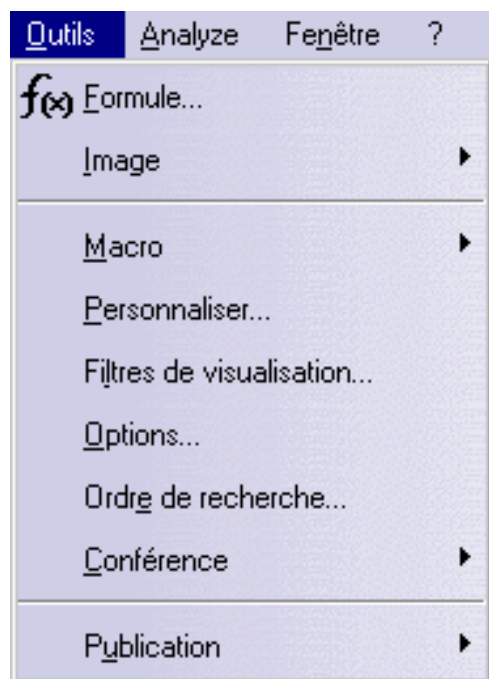 Outils Analyze Fenêtre ?
f(x) Formule...
Image
Macro
Personnaliser...
Filtres de visualisation...
Options...
Ordre de recherche...
Conférence
Publication